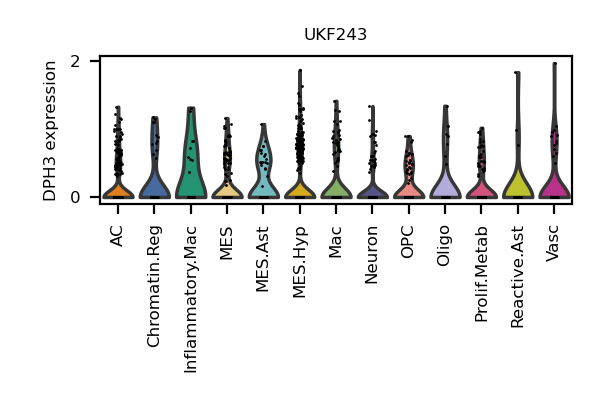 UKF243
DPH3 expression
2
0
AC
Chromatin.Reg
Inflammatory.Mac
MES
MES.Ast
MES.Hyp
Mac
Neuron
OPC
Oligo
Prolif.Metab
Reactive.Ast
Vasc